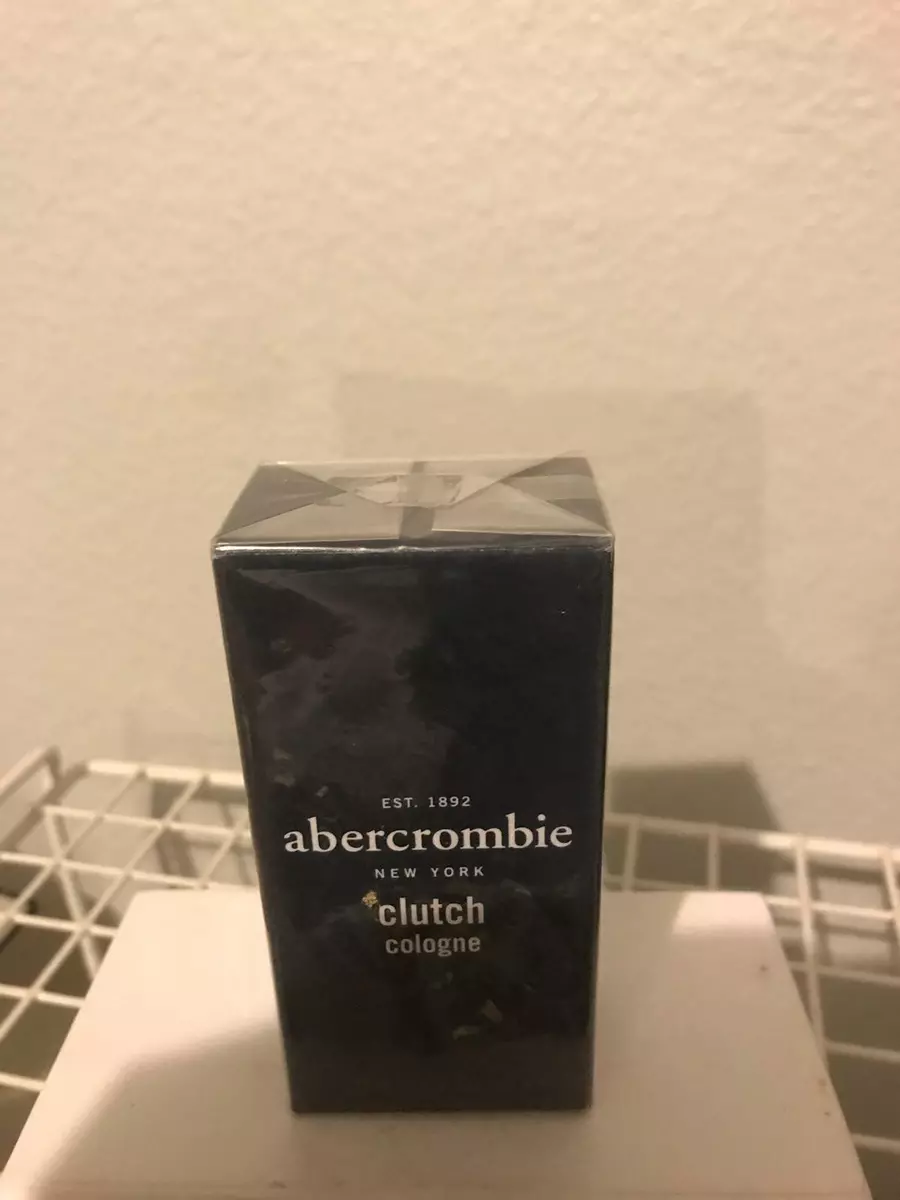 EST. 1892
abercrombie
NEW YORK
clutch
cologne